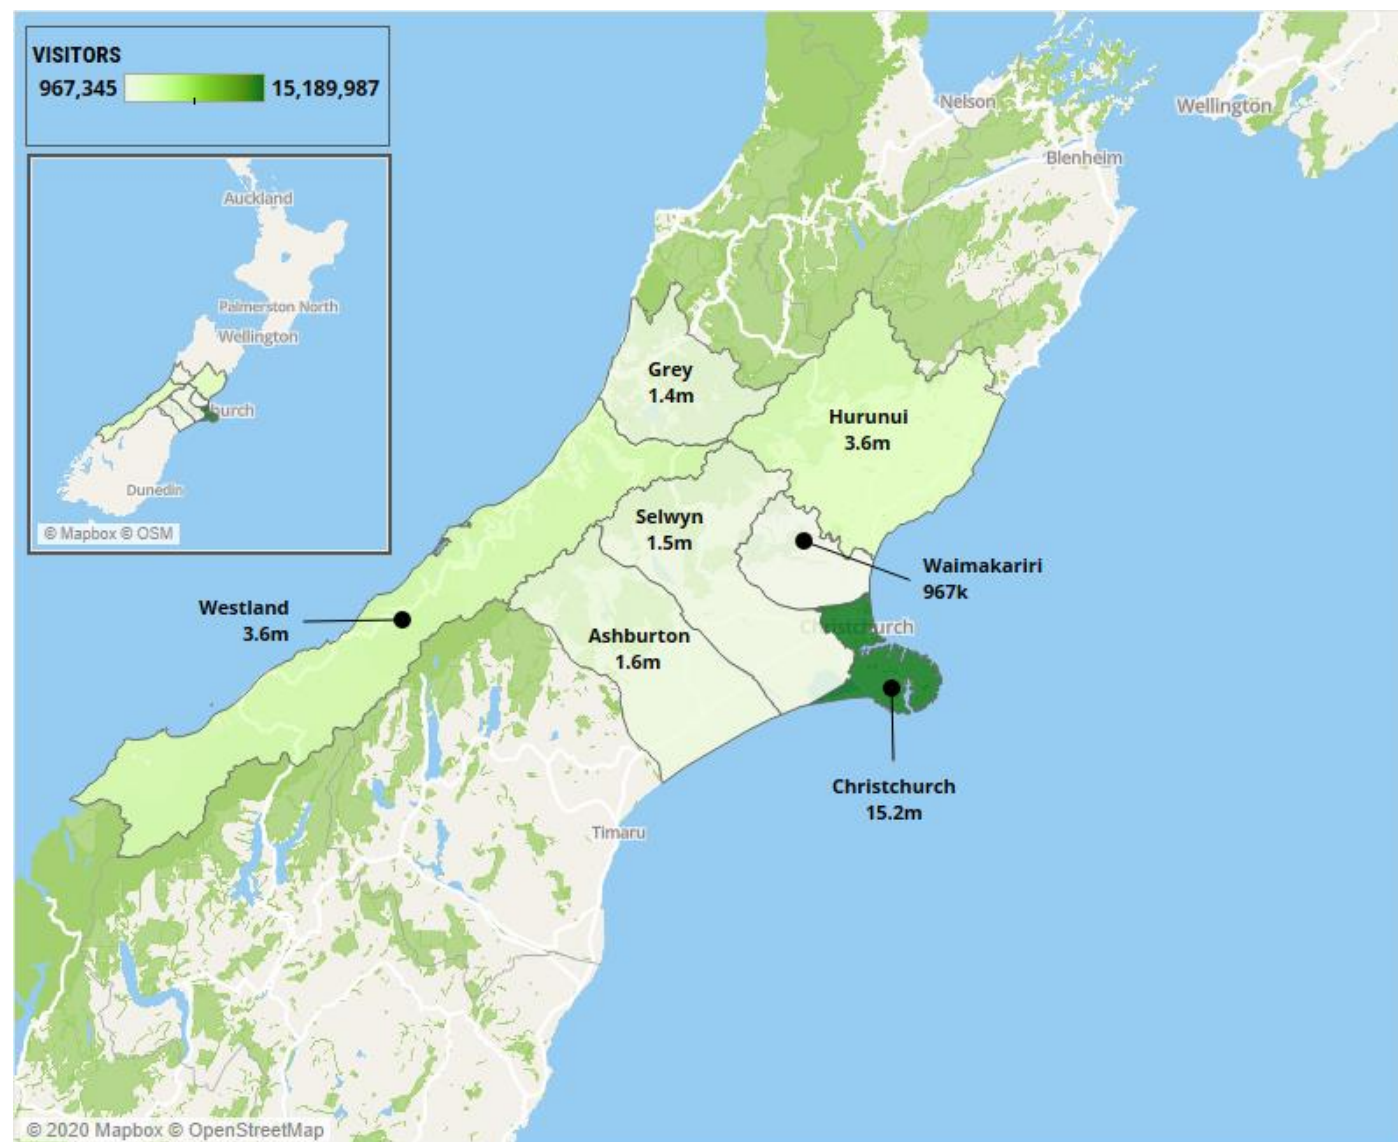 VISITORS
967,345 15,189,987
Auckland
Palmerston North
Wellington
church
Dunedin
© Mapbox © OSM
Nelson
Wellington
Blenheim
Grey
1.4m
Hurunui
3.6m
Selwyn
1.5m
Waimakariri
967k
Westland
3.6m
Ashburton
1.6m
Christchurch
Christchurch
15.2m
Timaru
© 2020 Mapbox © OpenStreetMap